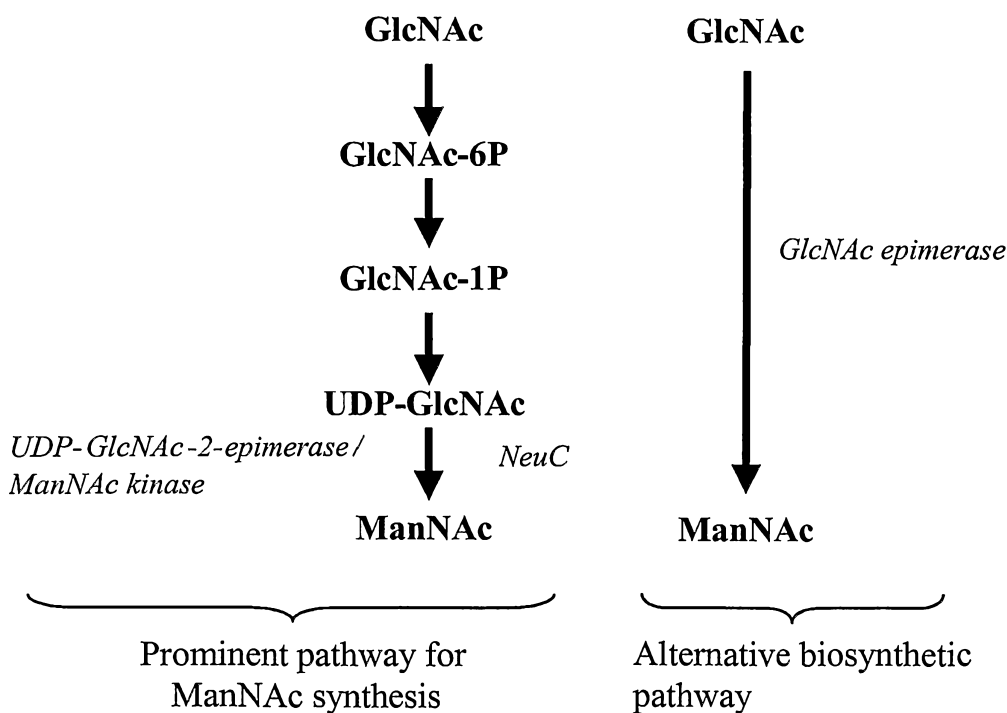 GlcNAc
GlcNAc-6P
GlcNAc-1P
UDP-GlcNAc
UDP-GlcNAc-2-epimerase/
ManNAc kinase
NeuC
ManNAc
Prominent pathway for
ManNAc synthesis
GlcNAc
GlcNAc epimerase
ManNAc
Alternative biosynthetic
pathway